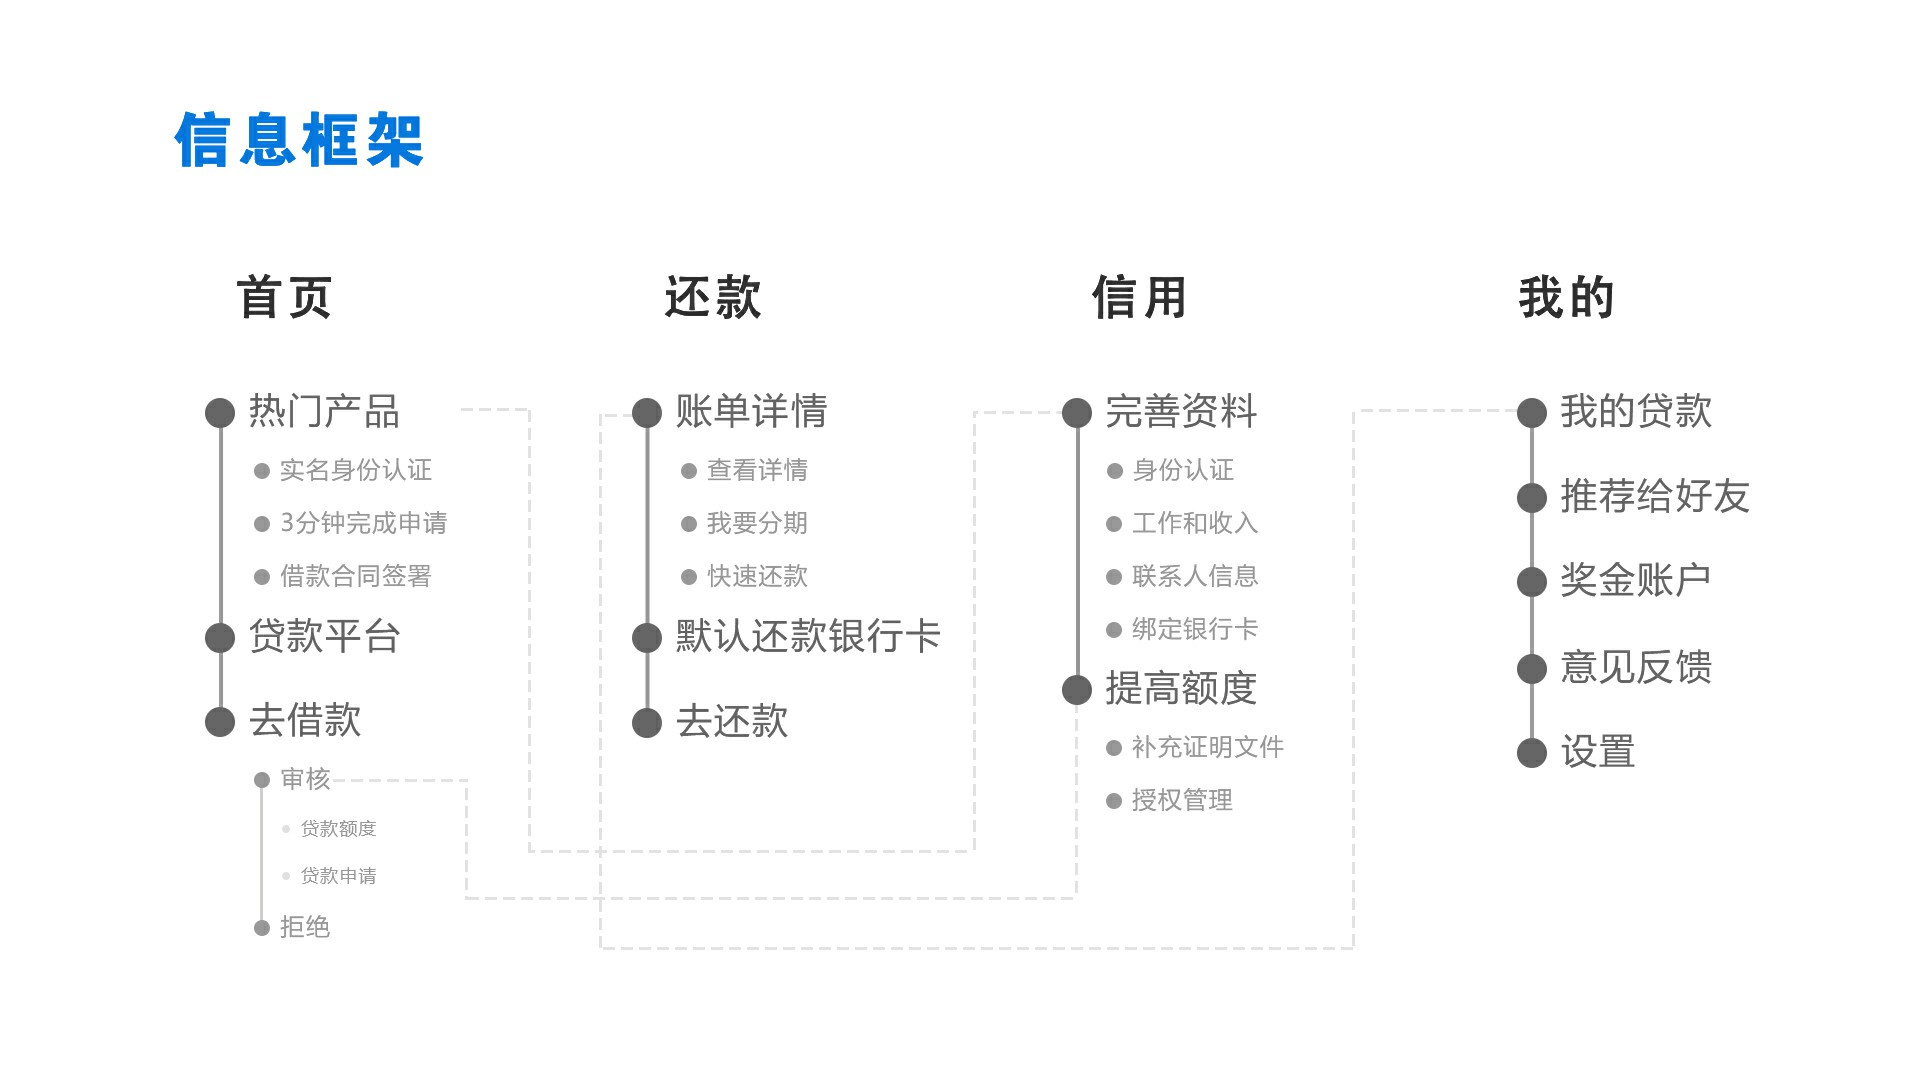 信息框架
首页
热门产品
实名身份认证
3分钟完成申请
借款合同签署
贷款平台
去借款
审核
贷款额度
贷款申请
拒绝
还款
账单详情
查看详情
我要分期
快速还款
默认还款银行卡
去还款
信用
完善资料
身份认证
工作和收入
联系人信息
绑定银行卡
提高额度
补充证明文件
授权管理
我的
我的贷款
推荐给好友
奖金账户
意见反馈
设置